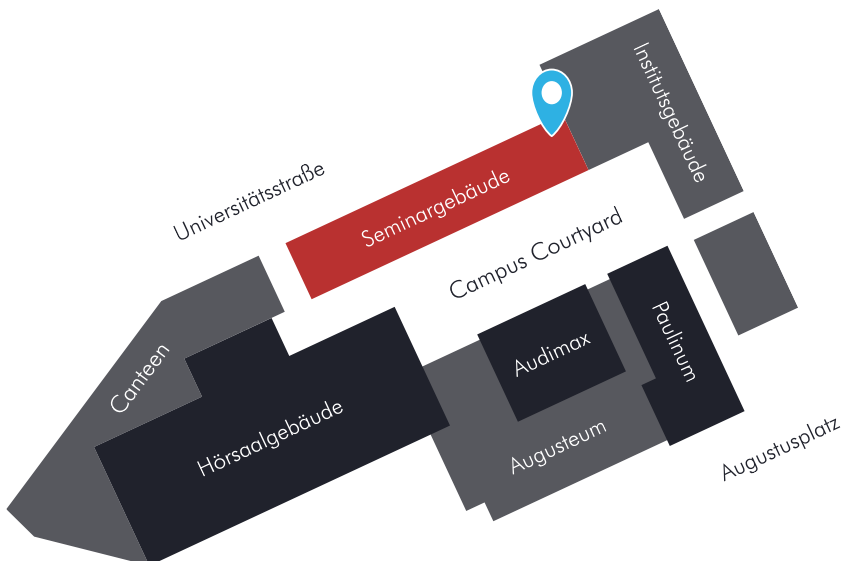 Institutsgebäude
Universitätsstraße
Seminargebäude
Campus Courtyard
Canteen
Audimax
Paulinum
Hörsaalgebäude
Augusteum
Augustusplatz